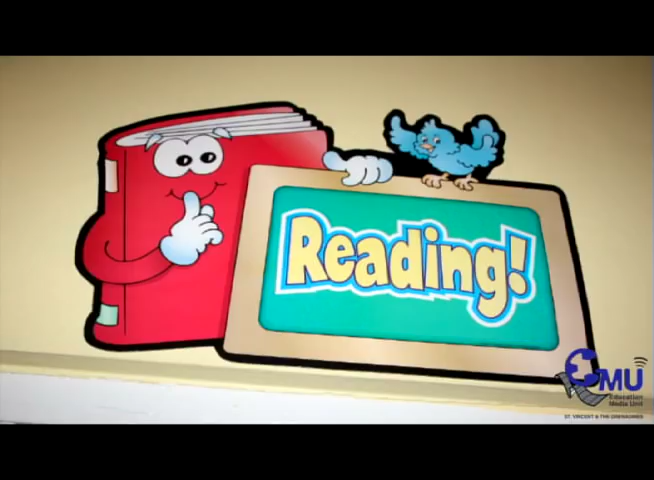 Reading!
EMU
Education
Media Unit
ST. VINCENT & THE GRENADINES